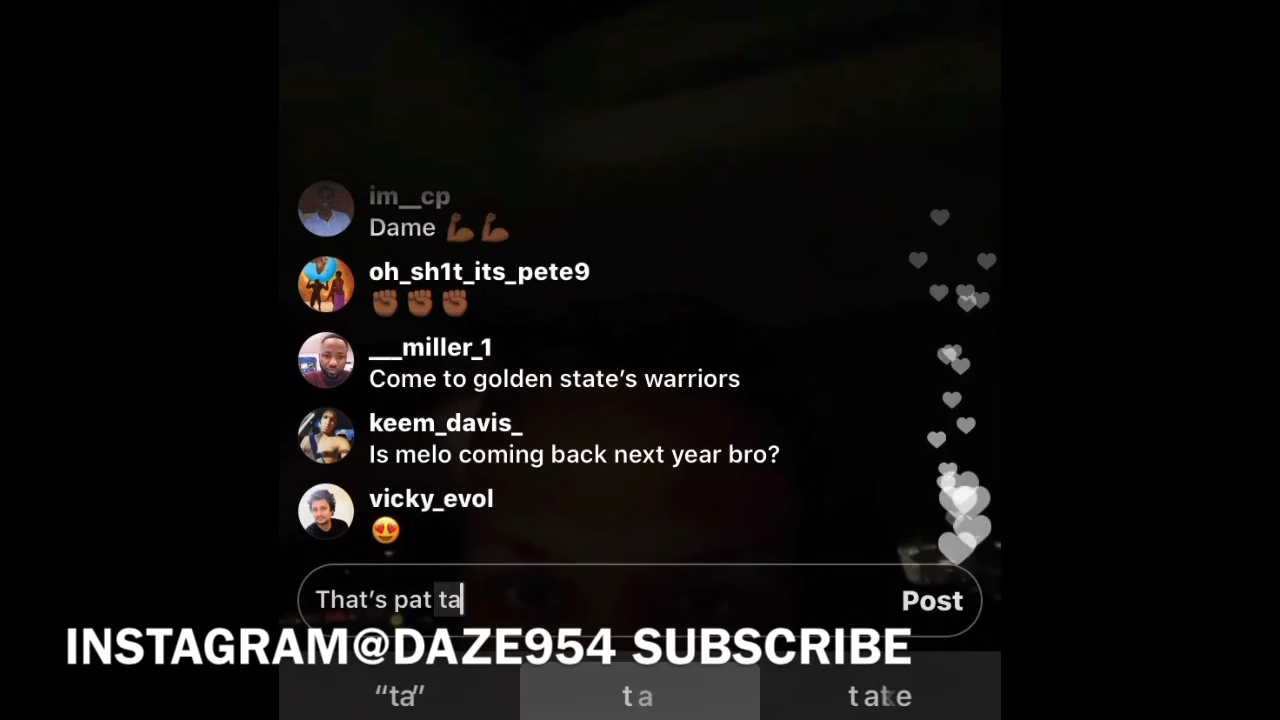 im__cp
Dame 💪🏾💪🏾
oh_sh1t_its_pete9
✊🏾✊🏾✊🏾
___miller_1
Come to golden state’s warriors
keem_davis_
Is melo coming back next year bro?
vicky_evol
😍
That’s pat ta
Post
INSTAGRAM@DAZE954 SUBSCRIBE
“ta” ta take